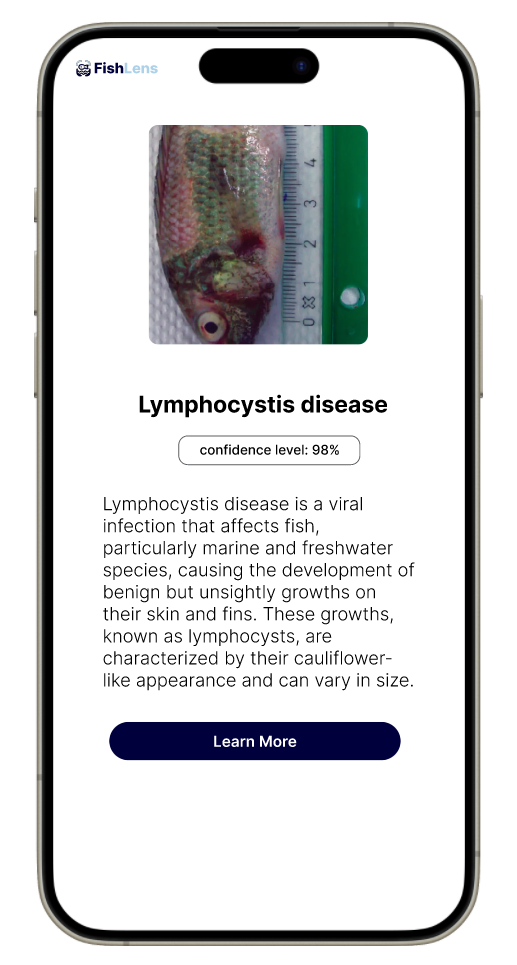 FishLens
4
3
2
1
0
Lymphocystis disease
confidence level: 98%
Lymphocystis disease is a viral
infection that affects fish,
particularly marine and freshwater
species, causing the development of
benign but unsightly growths on
their skin and fins. These growths,
known as lymphocysts, are
characterized by their cauliflower-
like appearance and can vary in size.
Learn More